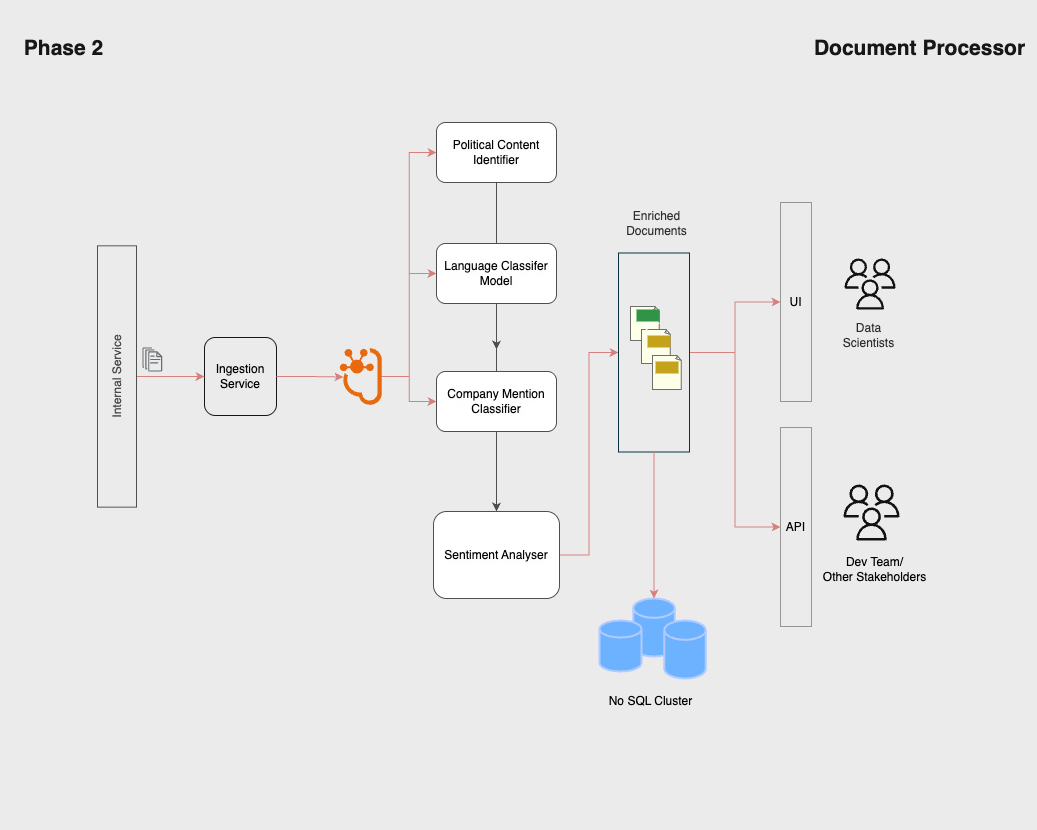 Phase 2
Document Processor
Political Content
Identifier
Enriched
Documents
Language Classifer
Model
UI
Data
Scientists
Internal Service
Ingestion
Service
Company Mention
Classifier
API
Sentiment Analyser
Dev Team/
Other Stakeholders
No SQL Cluster